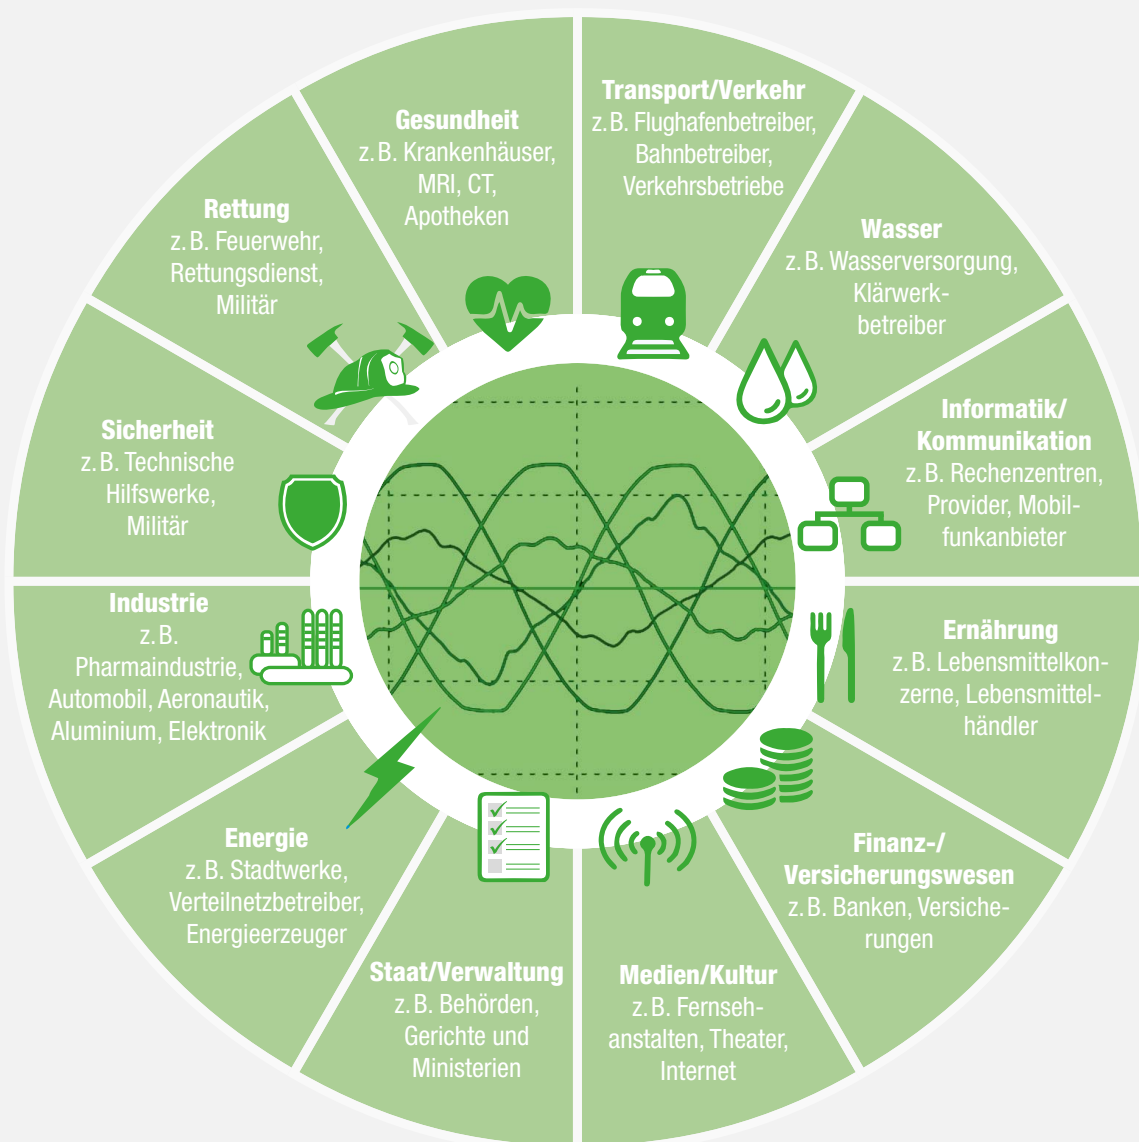 Transport/Verkehr
z.B. Flughafenbetreiber,
Bahnbetreiber,
Verkehrsbetriebe
Wasser
z.B. Wasserversorgung,
Klärwerk-
betreiber
Informatik/
Kommunikation
z.B. Rechenzentren,
Provider, Mobil-
funkanbieter
Ernährung
z.B. Lebensmittelkon-
zerne, Lebensmittel-
händler
Finanz-/
Versicherungswesen
z.B. Banken, Versiche-
rungen
Medien/Kultur
z.B. Fernseh-
anstalten, Theater,
Internet
Staat/Verwaltung
z.B. Behörden,
Gerichte und
Ministerien
Energie
z.B. Stadtwerke,
Verteilnetzbetreiber,
Energieerzeuger
Industrie
z.B.
Pharmaindustrie,
Automobil, Aeronautik,
Aluminium, Elektronik
Sicherheit
z.B. Technische
Hilfswerke,
Militär
Rettung
z.B. Feuerwehr,
Rettungsdienst,
Militär
Gesundheit
z.B. Krankenhäuser,
MRI, CT,
Apotheken